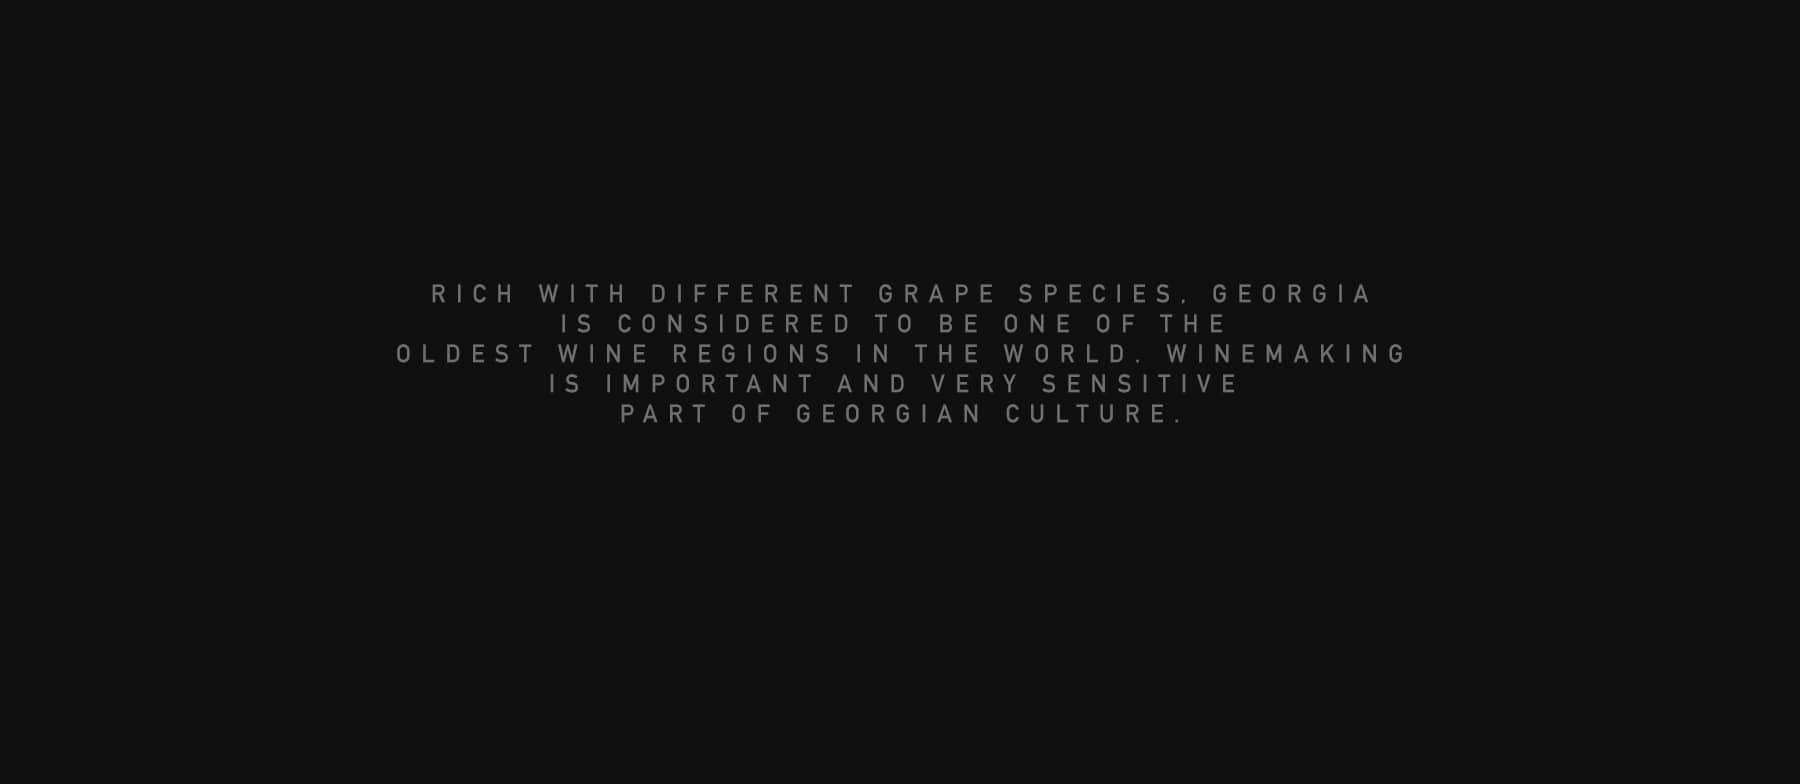 RICH WITH DIFFERENT GRAPE SPECIES, GEORGIA
IS CONSIDERED TO BE ONE OF THE
OLDEST WINE REGIONS IN THE WORLD. WINEMAKING
IS IMPORTANT AND VERY SENSITIVE
PART OF GEORGIAN CULTURE.